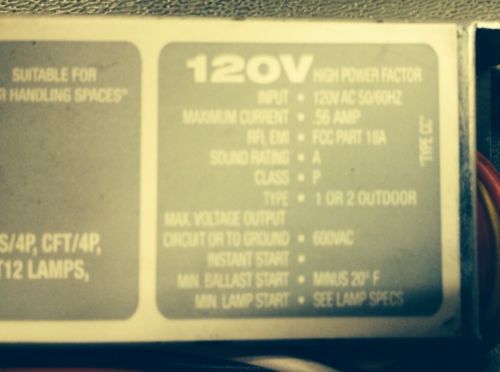 SUITABLE FOR
R HANDLING SPACES"
S/4P, CFT/4P,
T12 LAMPS,
120V HIGH POWER FACTOR
INPUT • 120V AC 50/60HZ
MAXIMUM CURRENT • .56 AMP
RFI, EMI • FCC PART 18A
SOUND RATING • A
CLASS • P
TYPE • 1 OR 2 OUTDOOR
MAX. VOLTAGE OUTPUT
CIRCUIT OR TO GROUND • 600VAC
INSTANT START •
MIN. BALLAST START • MINUS 20° F
MIN. LAMP START • SEE LAMP SPECS
"TYPE CC"